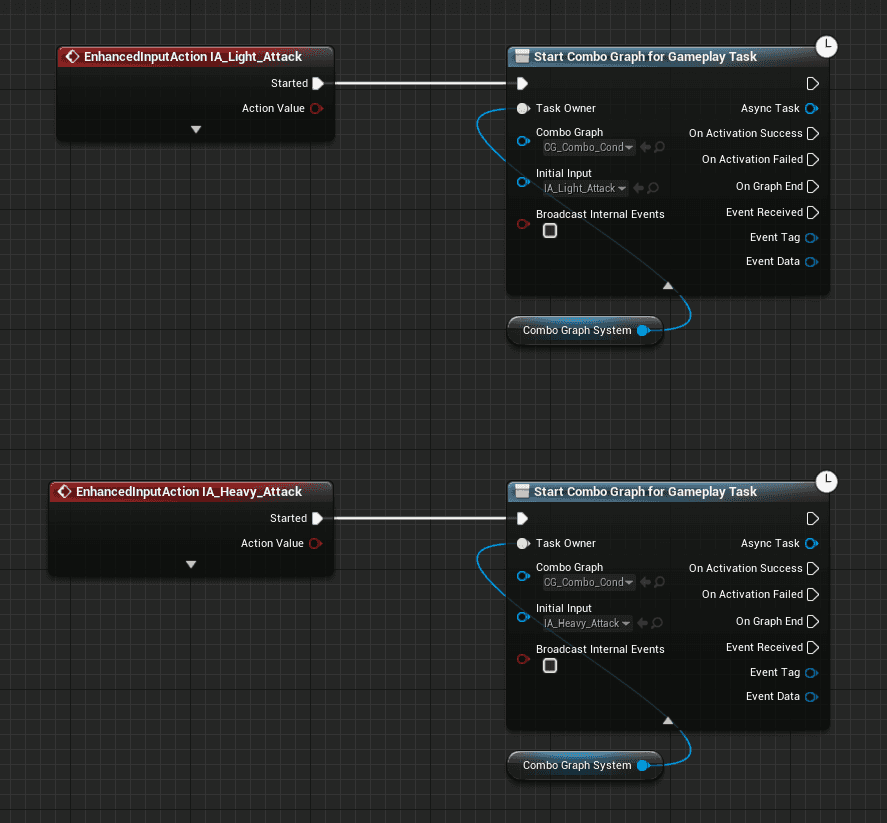 EnhancedInputAction IA_Light_Attack
Started
Action Value
Start Combo Graph for Gameplay Task
Task Owner
Async Task
Combo Graph
CG_Combo_Cond
On Activation Success
On Activation Failed
Initial Input
IA_Light_Attack
On Graph End
Broadcast Internal Events
Event Received
Event Tag
Event Data
Combo Graph System
EnhancedInputAction IA_Heavy_Attack
Started
Action Value
Start Combo Graph for Gameplay Task
Task Owner
Async Task
Combo Graph
CG_Combo_Cond
On Activation Success
On Activation Failed
Initial Input
IA_Heavy_Attack
On Graph End
Broadcast Internal Events
Event Received
Event Tag
Event Data
Combo Graph System